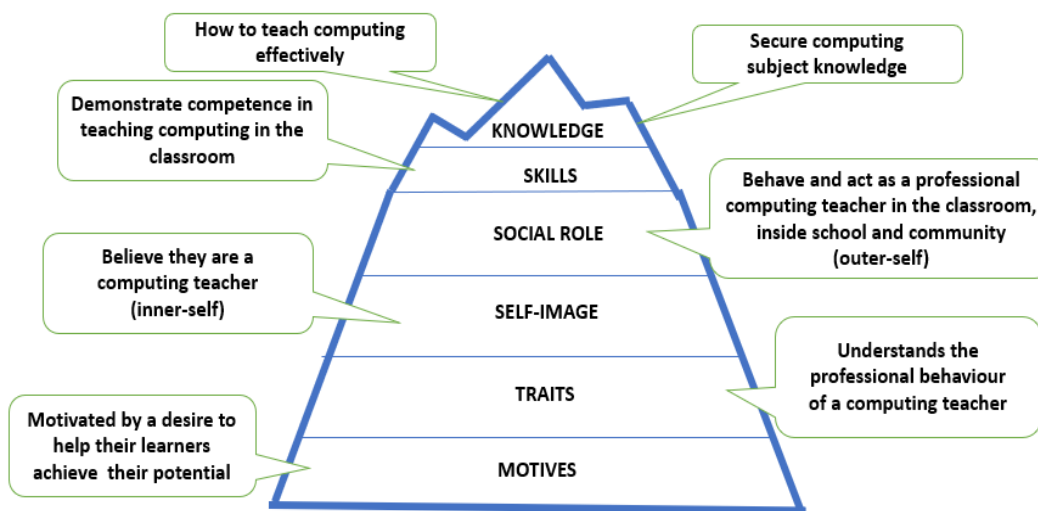 How to teach computing
effectively
Secure computing
subject knowledge
Demonstrate competence in
teaching computing in the
classroom
KNOWLEDGE
SKILLS
Behave and act as a professional
computing teacher in the classroom,
inside school and community
(outer-self)
SOCIAL ROLE
Believe they are a
computing teacher
(inner-self)
SELF-IMAGE
Understands the
professional behaviour
of a computing teacher
TRAITS
Motivated by a desire to
help their learners
achieve their potential
MOTIVES